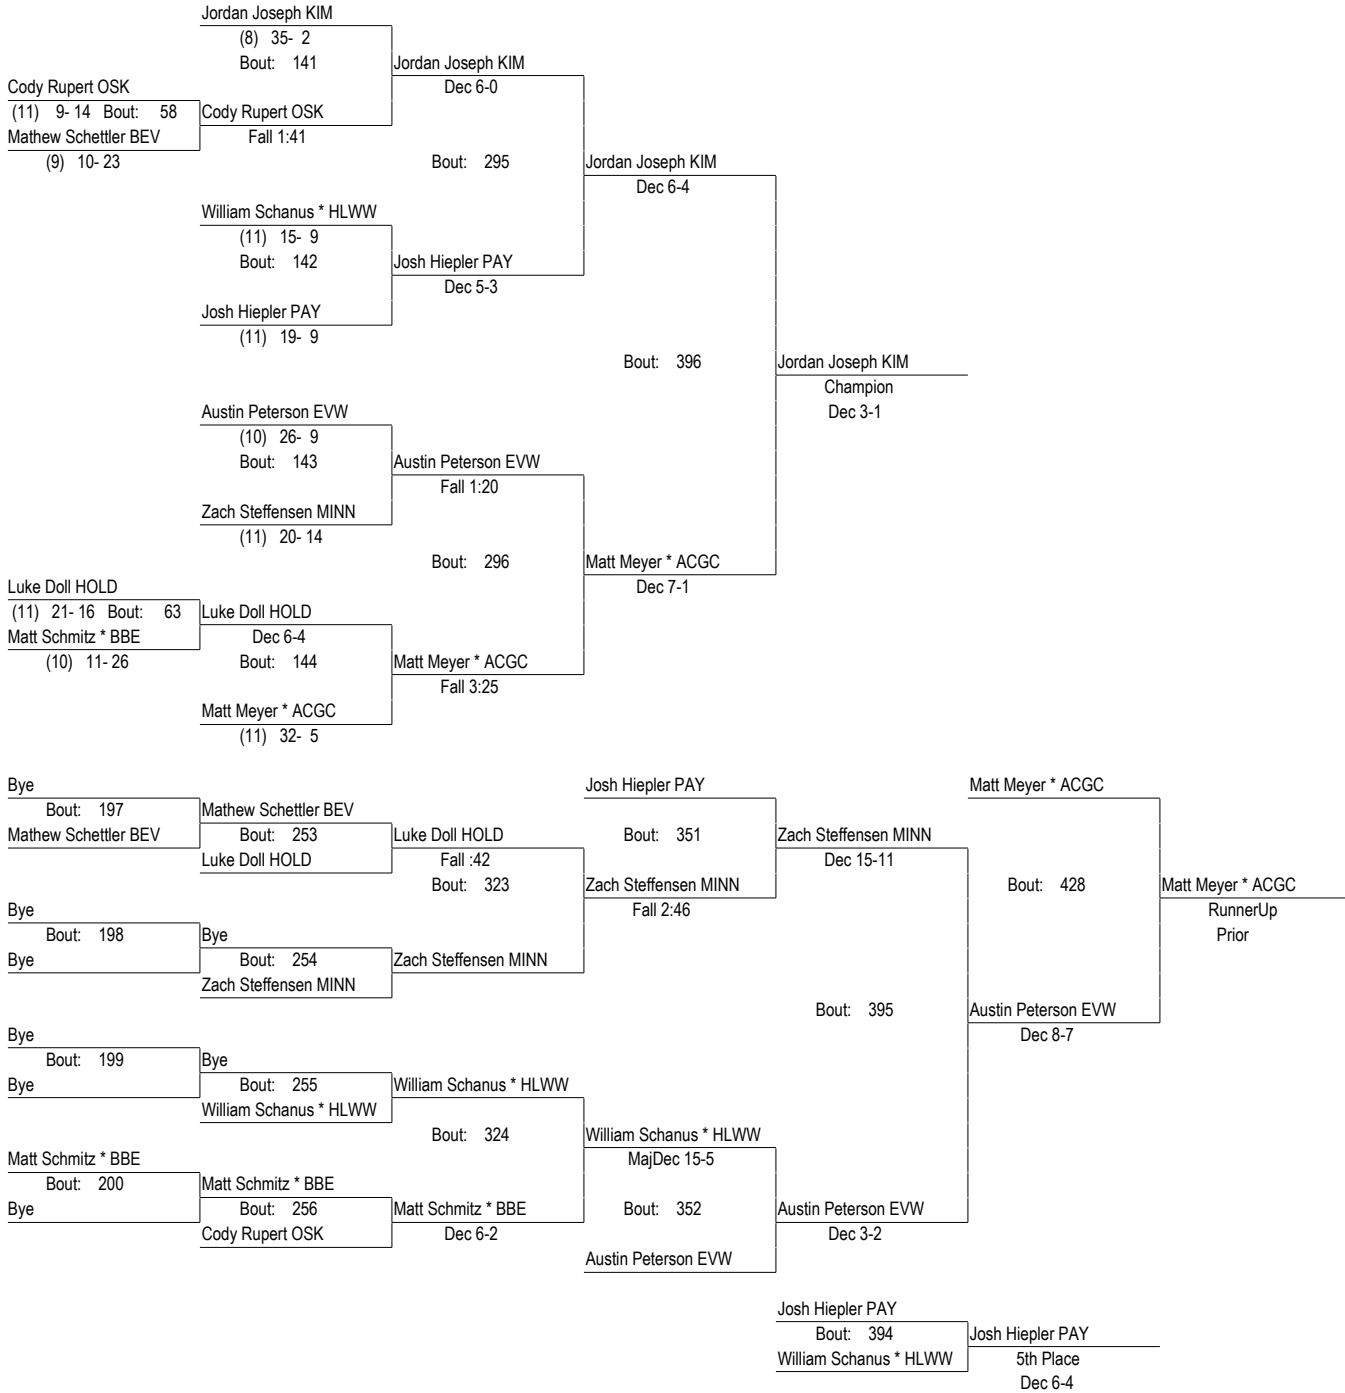 Jordan Joseph KIM
(8) 35- 2
Bout: 141
Jordan Joseph KIM
Dec 6-0
Cody Rupert OSK
(11) 9- 14 Bout: 58
Cody Rupert OSK
Mathew Schettler BEV
Fall 1:41
(9) 10- 23
Bout: 295
Jordan Joseph KIM
Dec 6-4
William Schanus * HLWW
(11) 15- 9
Bout: 142
Josh Hiepler PAY
Dec 5-3
Josh Hiepler PAY
(11) 19- 9
Bout: 396
Jordan Joseph KIM
Champion
Dec 3-1
Austin Peterson EVW
(10) 26- 9
Bout: 143
Austin Peterson EVW
Fall 1:20
Zach Steffensen MINN
(11) 20- 14
Bout: 296
Matt Meyer * ACGC
Dec 7-1
Luke Doll HOLD
(11) 21- 16 Bout: 63
Luke Doll HOLD
Matt Schmitz * BBE
Dec 6-4
(10) 11- 26
Bout: 144
Matt Meyer * ACGC
Fall 3:25
Matt Meyer * ACGC
(11) 32- 5
Bye
Josh Hiepler PAY
Matt Meyer * ACGC
Bout: 197
Mathew Schettler BEV
Mathew Schettler BEV
Bout: 253
Luke Doll HOLD
Bout: 351
Zach Steffensen MINN
Luke Doll HOLD
Fall :42
Dec 15-11
Bout: 323
Zach Steffensen MINN
Bout: 428
Matt Meyer * ACGC
Bye
Fall 2:46
RunnerUp
Bout: 198
Bye
Prior
Bye
Bout: 254
Zach Steffensen MINN
Zach Steffensen MINN
Bout: 395
Austin Peterson EVW
Bye
Dec 8-7
Bout: 199
Bye
Bye
Bout: 255
William Schanus * HLWW
William Schanus * HLWW
Bout: 324
William Schanus * HLWW
Matt Schmitz * BBE
MajDec 15-5
Bout: 200
Matt Schmitz * BBE
Bye
Bout: 256
Matt Schmitz * BBE
Bout: 352
Austin Peterson EVW
Cody Rupert OSK
Dec 6-2
Dec 3-2
Austin Peterson EVW
Josh Hiepler PAY
Bout: 394
Josh Hiepler PAY
William Schanus * HLWW
5th Place
Dec 6-4